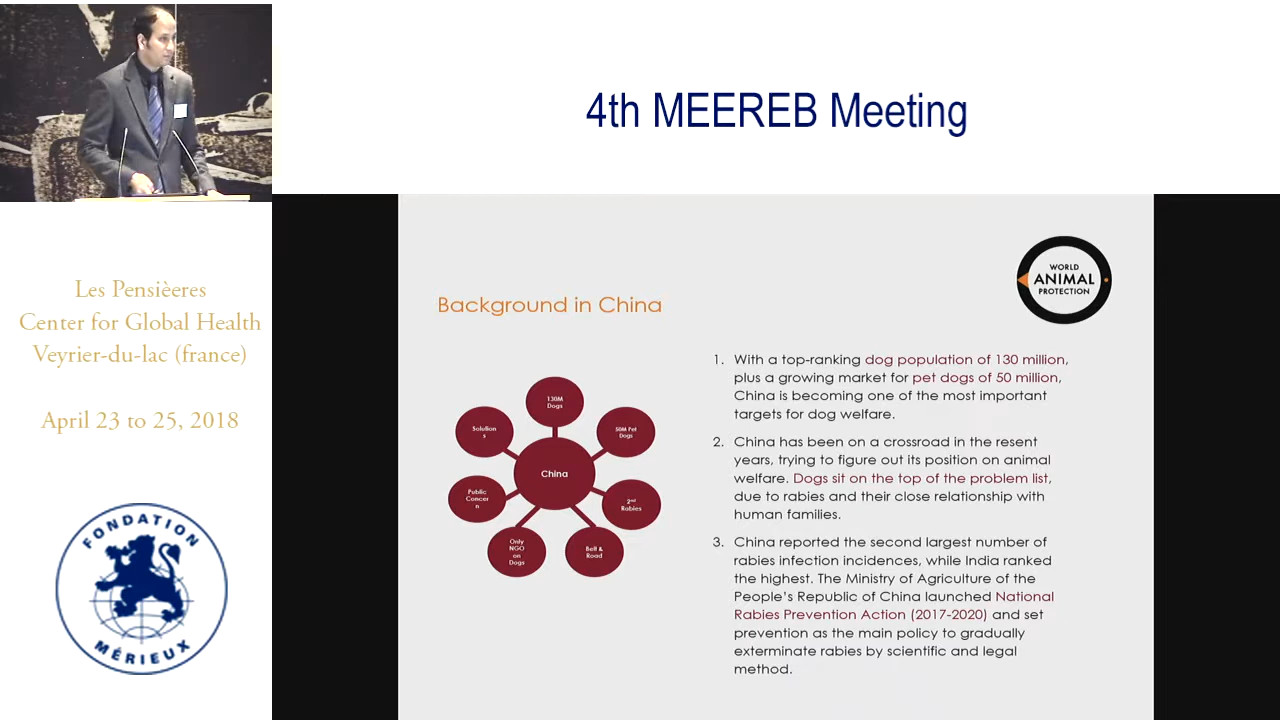 4th MEEREB Meeting
Les Pensièeres
Center for Global Health
Veyrier-du-lac (france)
April 23 to 25, 2018
FONDATION
MÉRIEUX
WORLD
ANIMAL
PROTECTION
Background in China
130M
Dogs
50M Pet
Dogs
2nd
Rabies
Belt &
Road
Only
NGO
on
Dogs
Public
Concer
n
Solution
s
China
1. With a top-ranking dog population of 130 million,
plus a growing market for pet dogs of 50 million,
China is becoming one of the most important
targets for dog welfare.
2. China has been on a crossroad in the resent
years, trying to figure out its position on animal
welfare. Dogs sit on the top of the problem list,
due to rabies and their close relationship with
human families.
3. China reported the second largest number of
rabies infection incidences, while India ranked
the highest. The Ministry of Agriculture of the
People's Republic of China launched National
Rabies Prevention Action (2017-2020) and set
prevention as the main policy to gradually
exterminate rabies by scientific and legal
method.